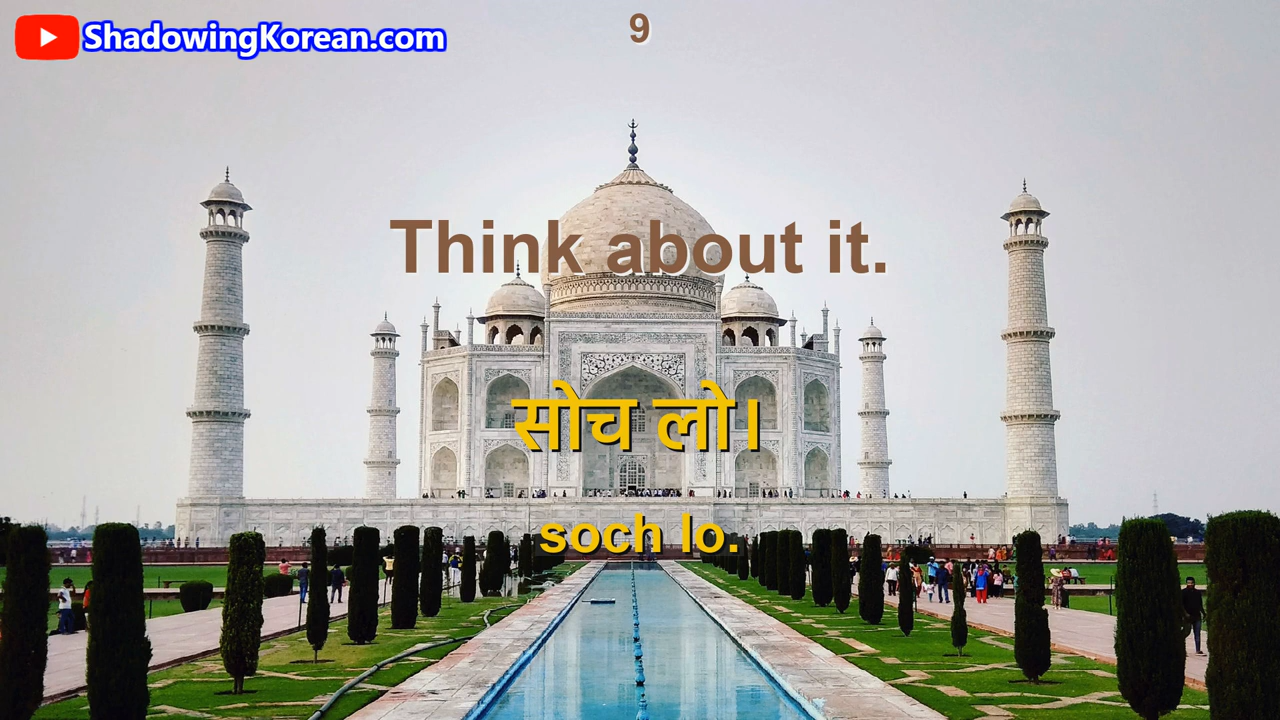 ShadowingKorean.com
9
Think about it.
सोच लो।
soch lo.